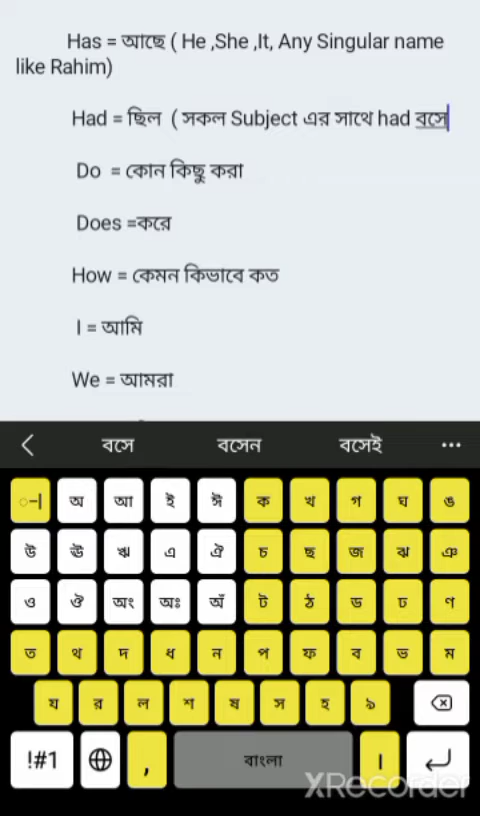 Has = আছে ( He ,She ,It, Any Singular name
like Rahim)
Had = ছিল ( সকল Subject এর সাথে had বসে
Do = কোন কিছু করা
Does =করে
How = কেমন কিভাবে কত
I = আমি
We = আমরা
বসে বসেন বসেই ...
অ আ ই ঈ ক খ গ ঘ ঙ
উ ঊ ঋ এ ঐ চ ছ জ ঝ ঞ
ও ঔ অং অঃ অঁ ট ঠ ড ঢ ণ
ত থ দ ধ ন প ফ ব ভ ম
য র ল শ ষ স হ ৯
!#1 , বাংলা ।
XRecorder